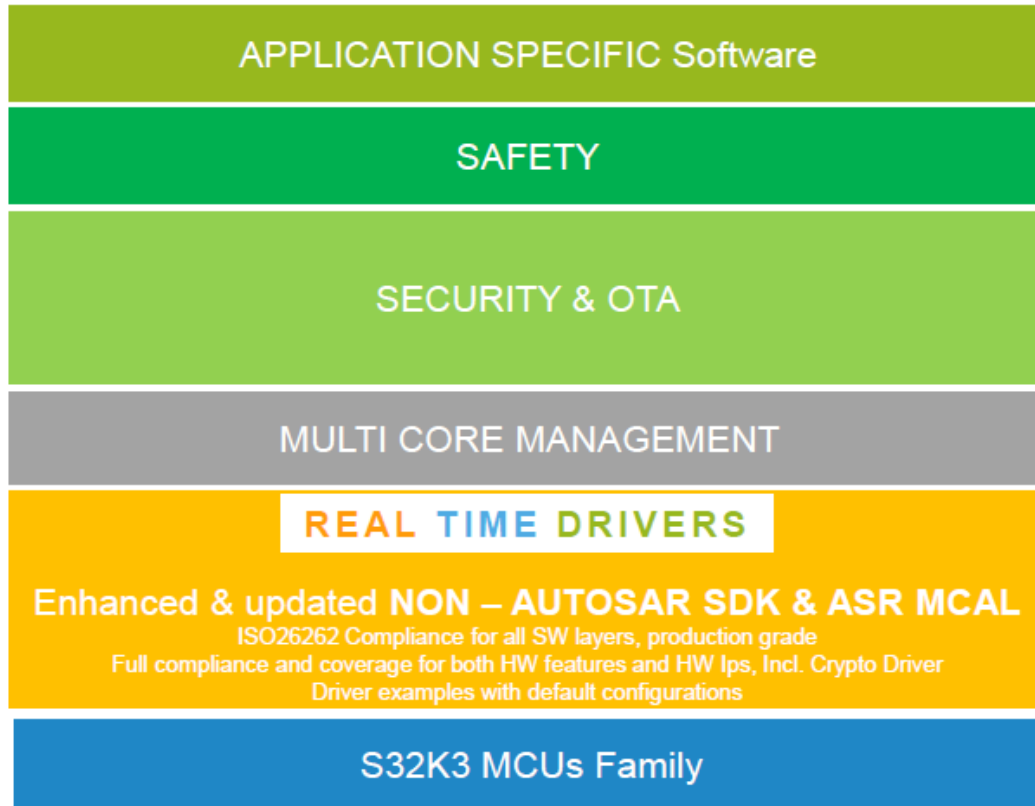 APPLICATION SPECIFIC Software
SAFETY
SECURITY & OTA
MULTI CORE MANAGEMENT
REAL TIME DRIVERS
Enhanced & updated NON – AUTOSAR SDK & ASR MCAL
ISO26262 Compliance for all SW layers, production grade
Full compliance and coverage for both HW features and HW Ips, Incl. Crypto Driver
Driver examples with default configurations
S32K3 MCUs Family